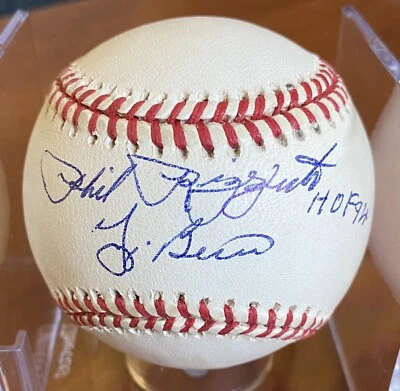 Phil Rizzuto
HOF94
Y. Berra